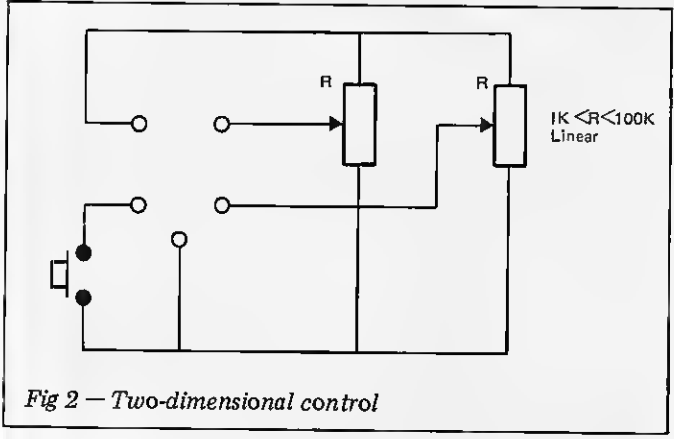 R
R
1K <R<100K
Linear
Fig 2 — Two-dimensional control